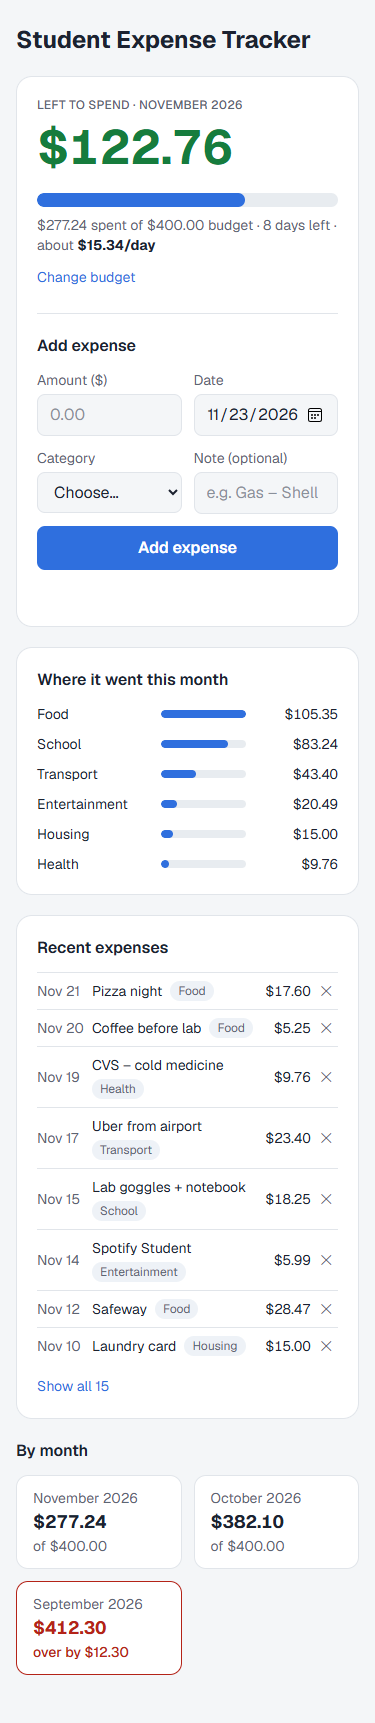 Student Expense Tracker
LEFT TO SPEND · NOVEMBER 2026
$122.76
$277.24 spent of $400.00 budget · 8 days left ·
about $15.34/day
Change budget
Add expense
Amount ($)
Date
0.00
11/23/2026
Category
Note (optional)
Choose...
e.g. Gas – Shell
Add expense
Where it went this month
Food $105.35
School $83.24
Transport $43.40
Entertainment $20.49
Housing $15.00
Health $9.76
Recent expenses
Nov 21 Pizza night Food $17.60
Nov 20 Coffee before lab Food $5.25
Nov 19 CVS – cold medicine $9.76
Health
Nov 17 Uber from airport $23.40
Transport
Nov 15 Lab goggles + notebook $18.25
School
Nov 14 Spotify Student $5.99
Entertainment
Nov 12 Safeway Food $28.47
Nov 10 Laundry card Housing $15.00
Show all 15
By month
November 2026
$277.24
of $400.00
October 2026
$382.10
of $400.00
September 2026
$412.30
over by $12.30